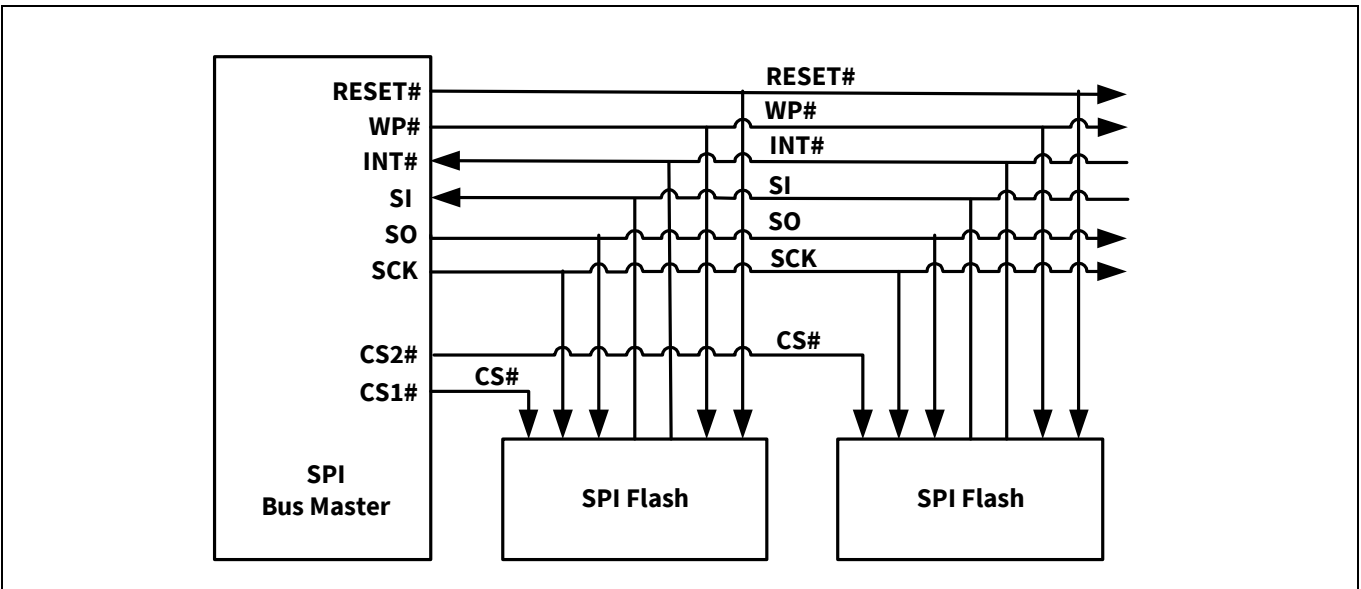 RESET#
WP#
INT#
SI
SO
SCK
CS2#
CS1#
SPI
Bus Master
RESET#
WP#
INT#
SI
SO
SCK
CS#
CS#
SPI Flash
SPI Flash